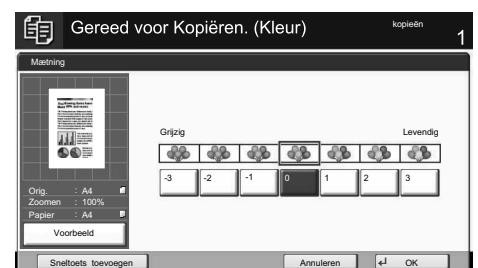 Gereed voor Kopiëren. (Kleur)
kopieën
1
Mætning
Grijzig
Levendig
-3 -2 -1 0 1 2 3
Orig. : A4
Zoomen : 100%
Papier : A4
Voorbeeld
Sneltoets toevoegen
Annuleren
OK